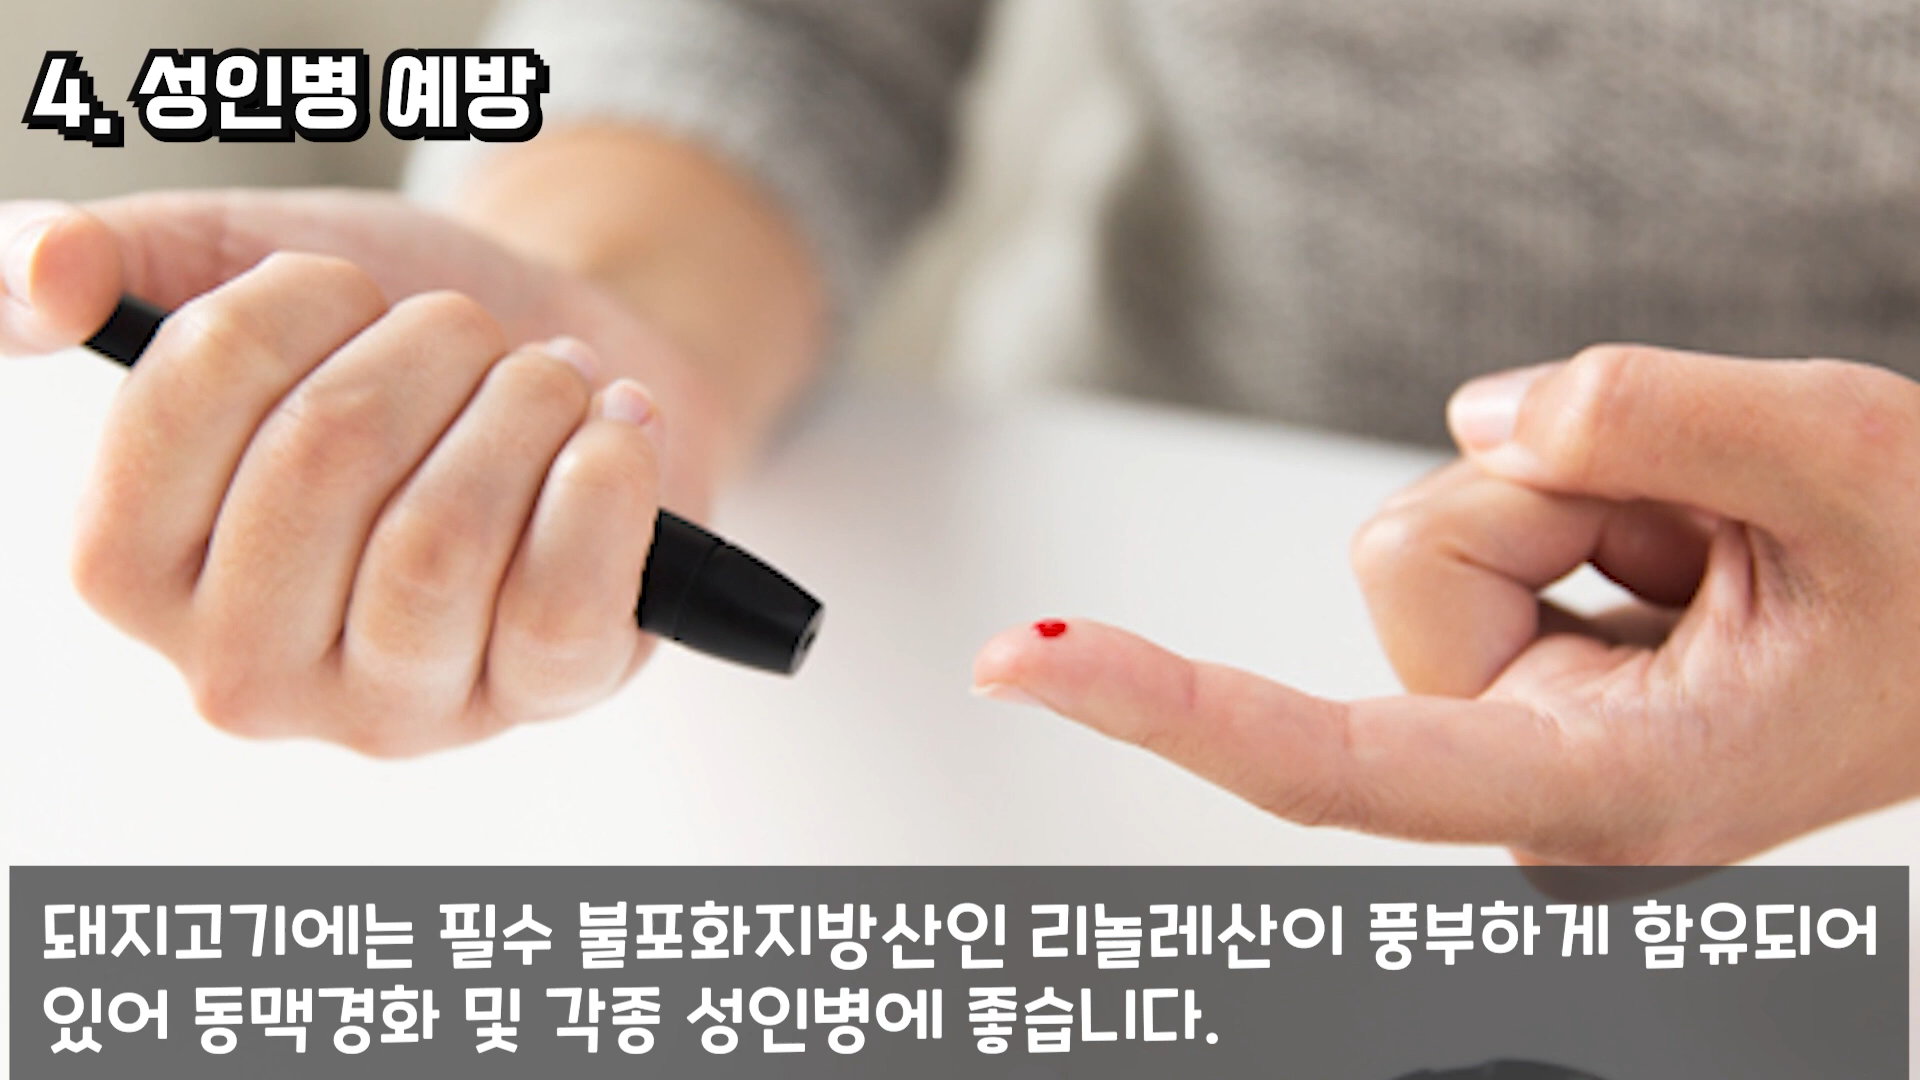 4. 성인병 예방
돼지고기에는 필수 불포화지방산인 리놀레산이 풍부하게 함유되어
있어 동맥경화 및 각종 성인병에 좋습니다.